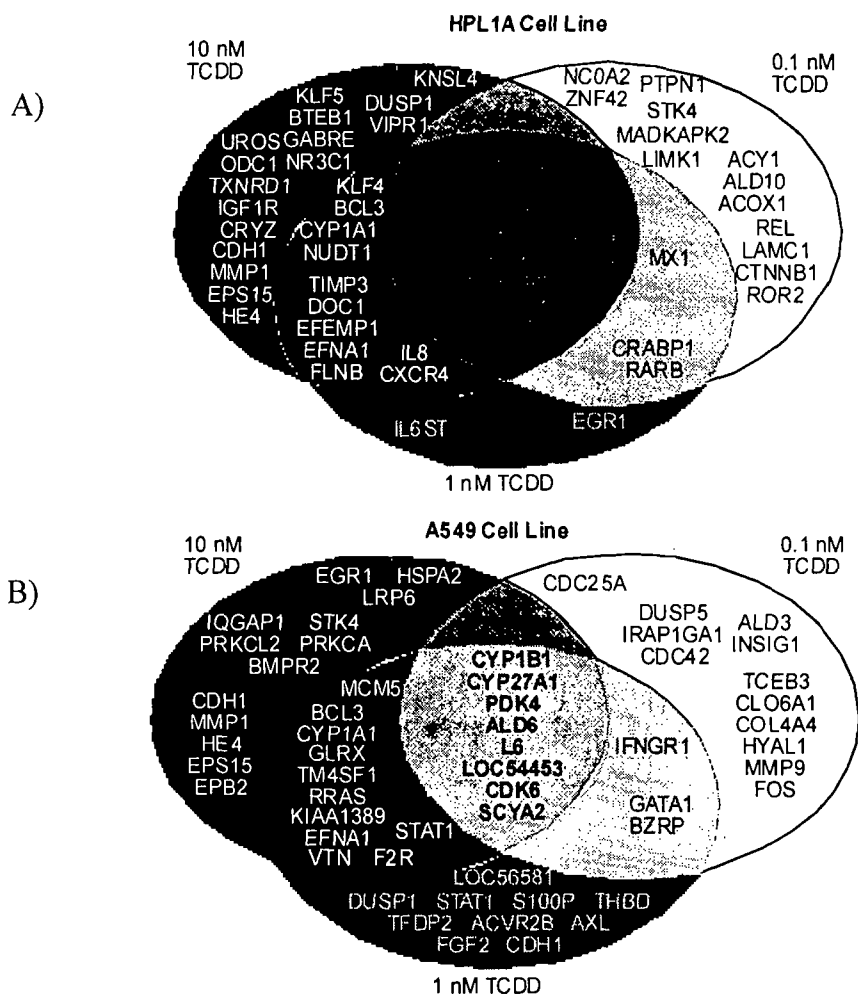 A)
HPL1A Cell Line
10 nM
TCDD
0.1 nM
TCDD
KNSL4
KLF5
DUSP1
BTEB1
VIPR1
UROS GABRE
ODC1 NR3C1
TXNRD1
KLF4
IGF1R
BCL3
CRYZ
CYP1A1
CDH1
NUDT1
MMP1
TIMP3
EPS15
DOC1
HE4
EFEMP1
EFNA1
IL8
FLNB
CXCR4
NC0A2
PTPN1
ZNF42
STK4
MADKAPK2
LIMK1
ACY1
ALD10
ACOX1
REL
LAMC1
CTNNB1
ROR2
MX1
CRABP1
RARB
IL6ST
EGR1
1 nM TCDD
B)
A549 Cell Line
10 nM
TCDD
0.1 nM
TCDD
EGR1 HSPA2
LRP6
IQGAP1 STK4
PRKCL2 PRKCA
BMPR2
MCM5
CDH1
MMP1
HE4
EPS15
EPB2
BCL3
CYP1A1
GLRX
TM4SF1
RRAS
KIAA1389
EFNA1
STAT1
VTN F2R
CYP1B1
CYP27A1
PDK4
ALD6
L6
LOC54453
CDK6
SCYA2
CDC25A
DUSP5
IRAP1GA1
CDC42
ALD3
INSIG1
TCEB3
CLO6A1
COL4A4
HYAL1
MMP9
FOS
IFNGR1
GATA1
BZRP
LOC56581
DUSP1 STAT1 S100P THBD
TFDP2 ACVR2B AXL
FGF2 CDH1
1 nM TCDD